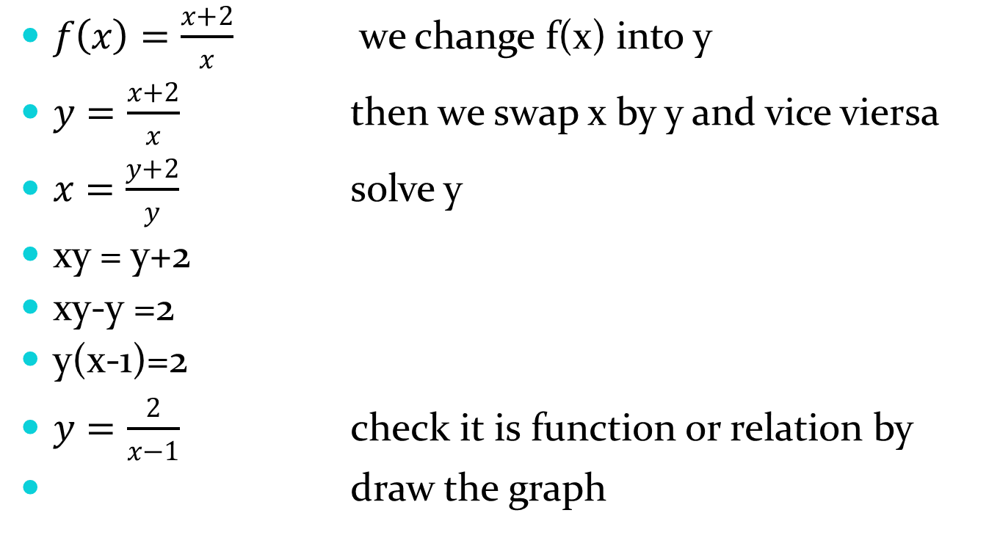 • f(x) = \frac{x+2}{x} we change f(x) into y
• y = \frac{x+2}{x} then we swap x by y and vice viersa
• x = \frac{y+2}{y} solve y
• xy = y+2
• xy-y =2
• y(x-1)=2
• y = \frac{2}{x-1} check it is function or relation by
• draw the graph